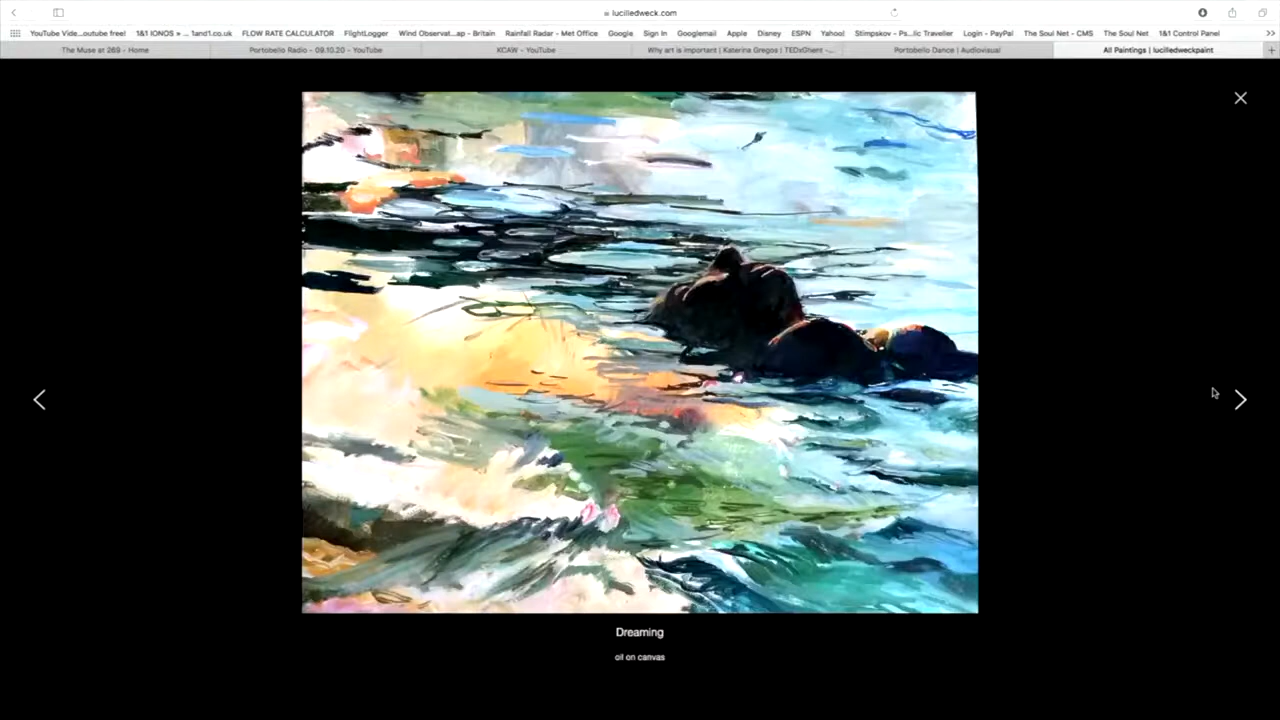 lucilledweck.com
YouTube Vide...outube free! 1&1 IONOS » ... 1and1.co.uk FLOW RATE CALCULATOR FlightLogger Wind Observat...ap - Britain Rainfall Radar - Met Office Google Sign In Googlemail Apple Disney ESPN Yahoo! Stimpskov - Ps...lic Traveller Login - PayPal The Soul Net - CMS The Soul Net 1&1 Control Panel
The Muse at 269 - Home Portobello Radio - 09.10.20 - YouTube KCAW - YouTube Why art is important | Katerina Gregos | TEDxGhent -... Portobello Dance | Audiovisual All Paintings | lucilledweckpaint
Dreaming
oil on canvas